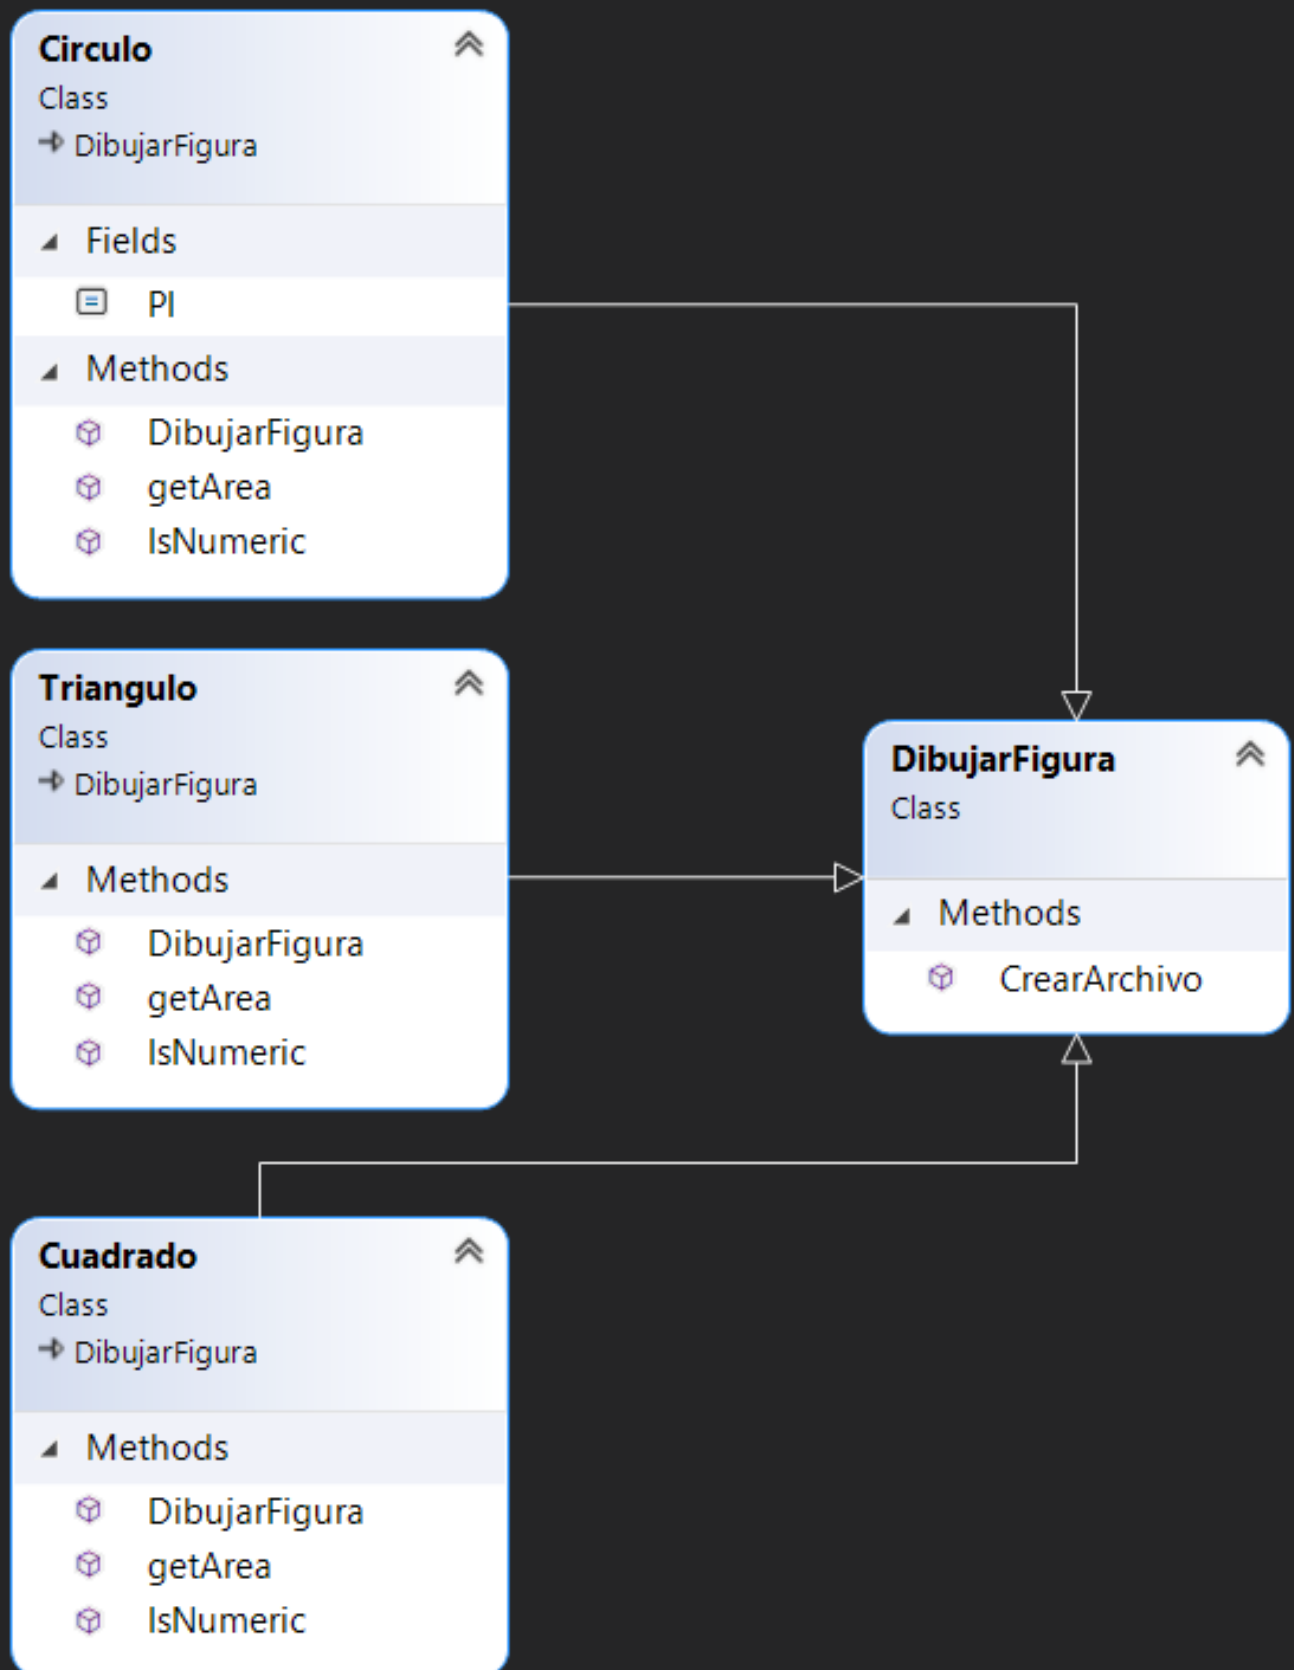 Circulo
Class
DibujarFigura
Fields
PI
Methods
DibujarFigura
getArea
IsNumeric
Triangulo
Class
DibujarFigura
Methods
DibujarFigura
getArea
IsNumeric
DibujarFigura
Class
Methods
CrearArchivo
Cuadrado
Class
DibujarFigura
Methods
DibujarFigura
getArea
IsNumeric